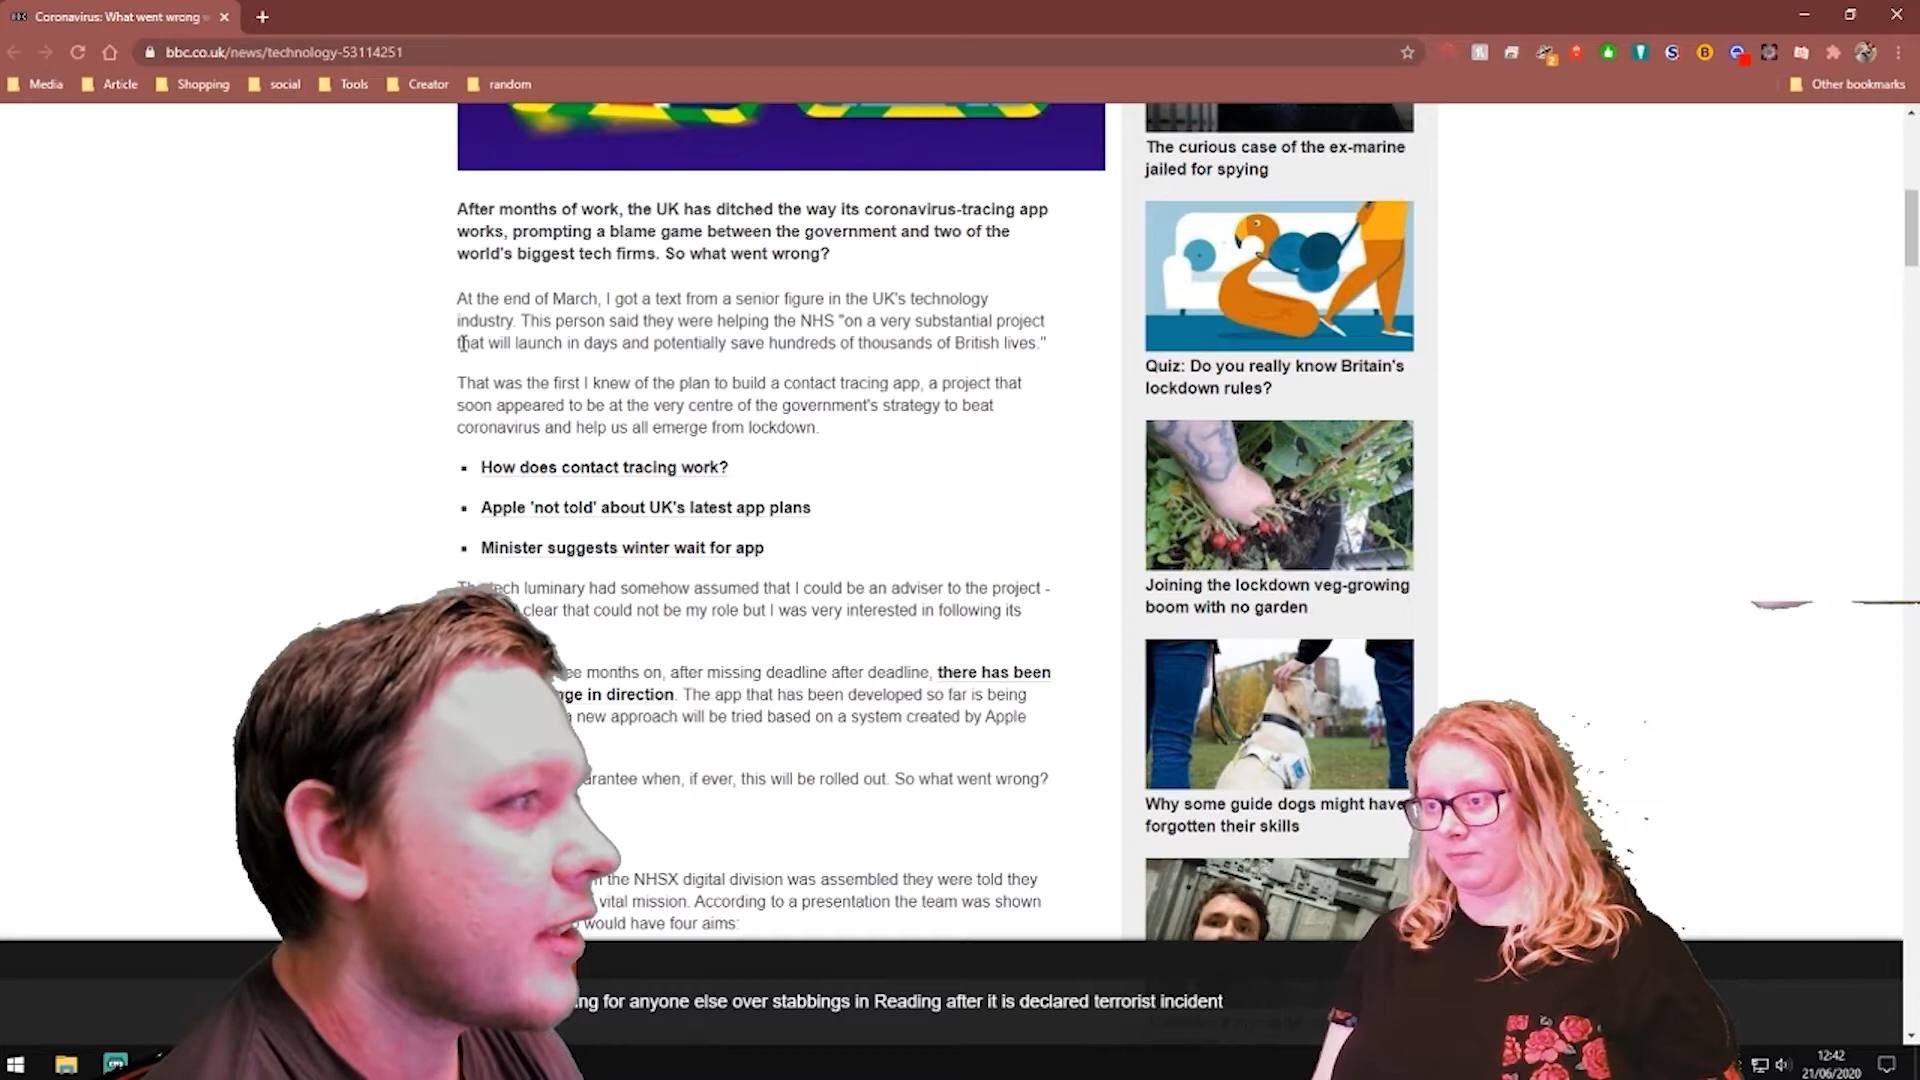 Coronavirus: What went wrong
bbc.co.uk/news/technology-53114251
Media
Article
Shopping
social
Tools
Creator
random
Other bookmarks
After months of work, the UK has ditched the way its coronavirus-tracing app
works, prompting a blame game between the government and two of the
world's biggest tech firms. So what went wrong?
At the end of March, I got a text from a senior figure in the UK's technology
industry. This person said they were helping the NHS "on a very substantial project
that will launch in days and potentially save hundreds of thousands of British lives."
That was the first I knew of the plan to build a contact tracing app, a project that
soon appeared to be at the very centre of the government's strategy to beat
coronavirus and help us all emerge from lockdown.
How does contact tracing work?
Apple 'not told' about UK's latest app plans
Minister suggests winter wait for app
tech luminary had somehow assumed that I could be an adviser to the project -
clear that could not be my role but I was very interested in following its
months on, after missing deadline after deadline, there has been
in direction. The app that has been developed so far is being
new approach will be tried based on a system created by Apple
when, if ever, this will be rolled out. So what went wrong?
the NHSX digital division was assembled they were told they
vital mission. According to a presentation the team was shown
would have four aims:
The curious case of the ex-marine
jailed for spying
Quiz: Do you really know Britain's
lockdown rules?
Joining the lockdown veg-growing
boom with no garden
Why some guide dogs might have
forgotten their skills
for anyone else over stabbings in Reading after it is declared terrorist incident
12:42
21/06/2020